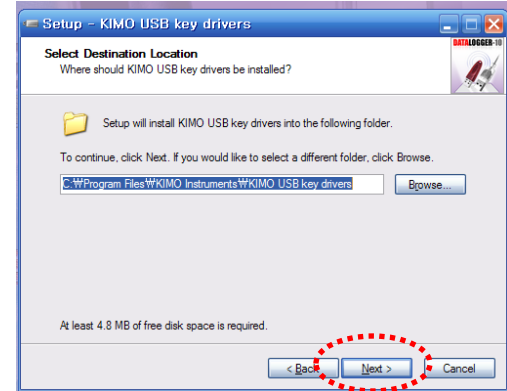 Setup - KIMO USB key drivers
DATALOGGER-10
Select Destination Location
Where should KIMO USB key drivers be installed?
Setup will install KIMO USB key drivers into the following folder.
To continue, click Next. If you would like to select a different folder, click Browse.
C:₩Program Files₩KIMO Instruments₩KIMO USB key drivers
Browse...
At least 4.8 MB of free disk space is required.
< Back
Next >
Cancel